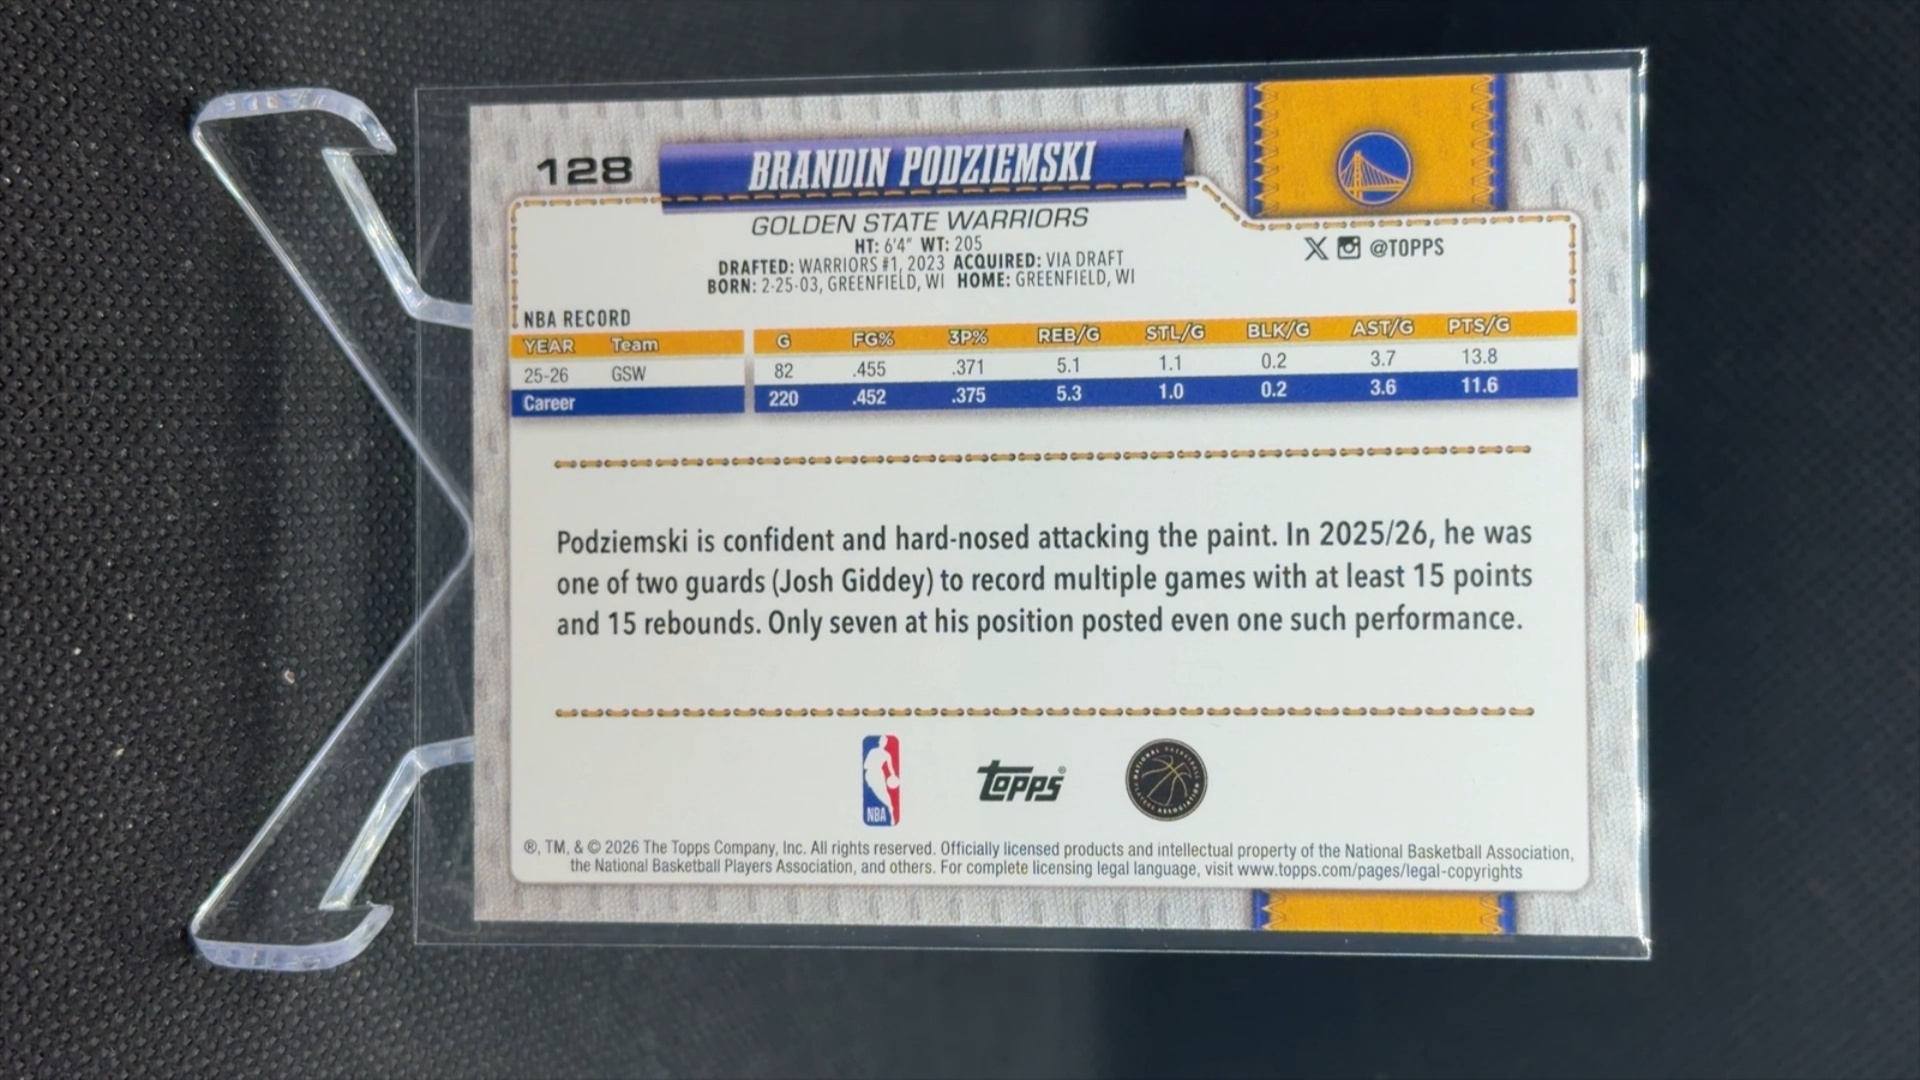 128
BRANDIN PODZIEMSKI
GOLDEN STATE WARRIORS
HT: 6'4" WT: 205
DRAFTED: WARRIORS #1, 2023 ACQUIRED: VIA DRAFT
BORN: 2-25-03, GREENFIELD, WI HOME: GREENFIELD, WI
@TOPPS
NBA RECORD
YEAR Team G FG% 3P% REB/G STL/G BLK/G AST/G PTS/G
25-26 GSW 82 .455 .371 5.1 1.1 0.2 3.7 13.8
Career 220 .452 .375 5.3 1.0 0.2 3.6 11.6
Podziemski is confident and hard-nosed attacking the paint. In 2025/26, he was
one of two guards (Josh Giddey) to record multiple games with at least 15 points
and 15 rebounds. Only seven at his position posted even one such performance.
NBA
Topps®
NATIONAL BASKETBALL PLAYERS ASSOCIATION
®, TM, & © 2026 The Topps Company, Inc. All rights reserved. Officially licensed products and intellectual property of the National Basketball Association,
the National Basketball Players Association, and others. For complete licensing legal language, visit www.topps.com/pages/legal-copyrights